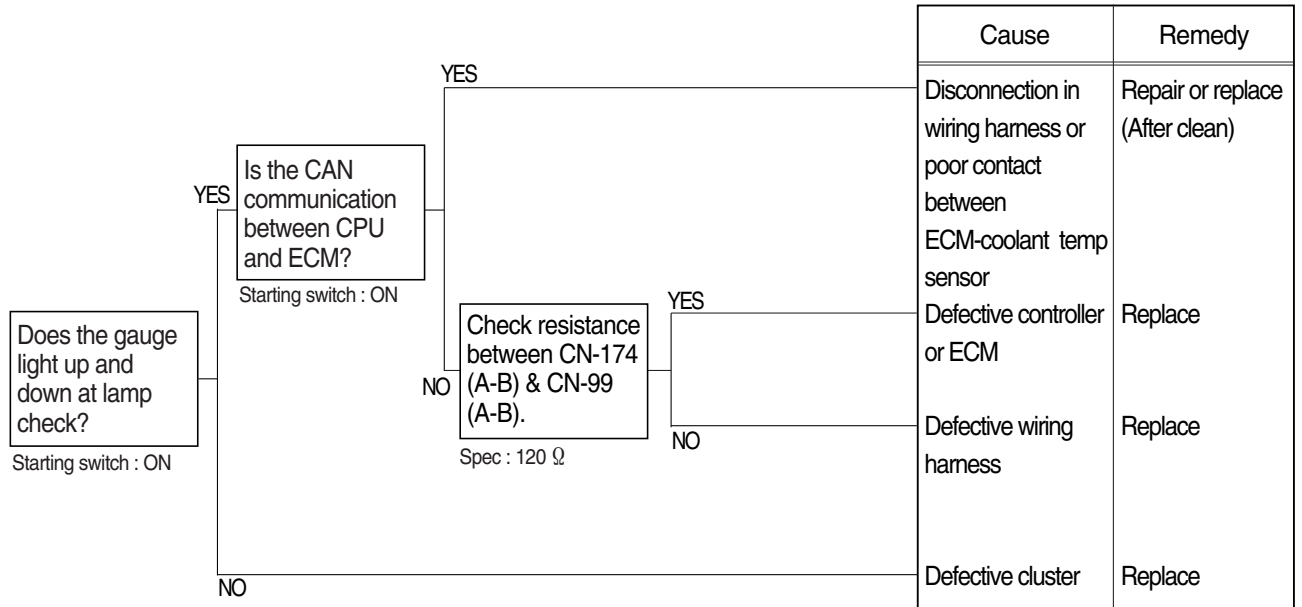 Cause
Remedy
YES
Disconnection in
wiring harness or
poor contact
between
ECM-coolant temp
sensor
Repair or replace
(After clean)
YES
Is the CAN
communication
between CPU
and ECM?
Starting switch : ON
YES
Defective controller
or ECM
Replace
Does the gauge
light up and
down at lamp
check?
Starting switch : ON
NO
Check resistance
between CN-174
(A-B) & CN-99
(A-B).
Spec : 120 Ω
NO
Defective wiring
harness
Replace
NO
Defective cluster
Replace